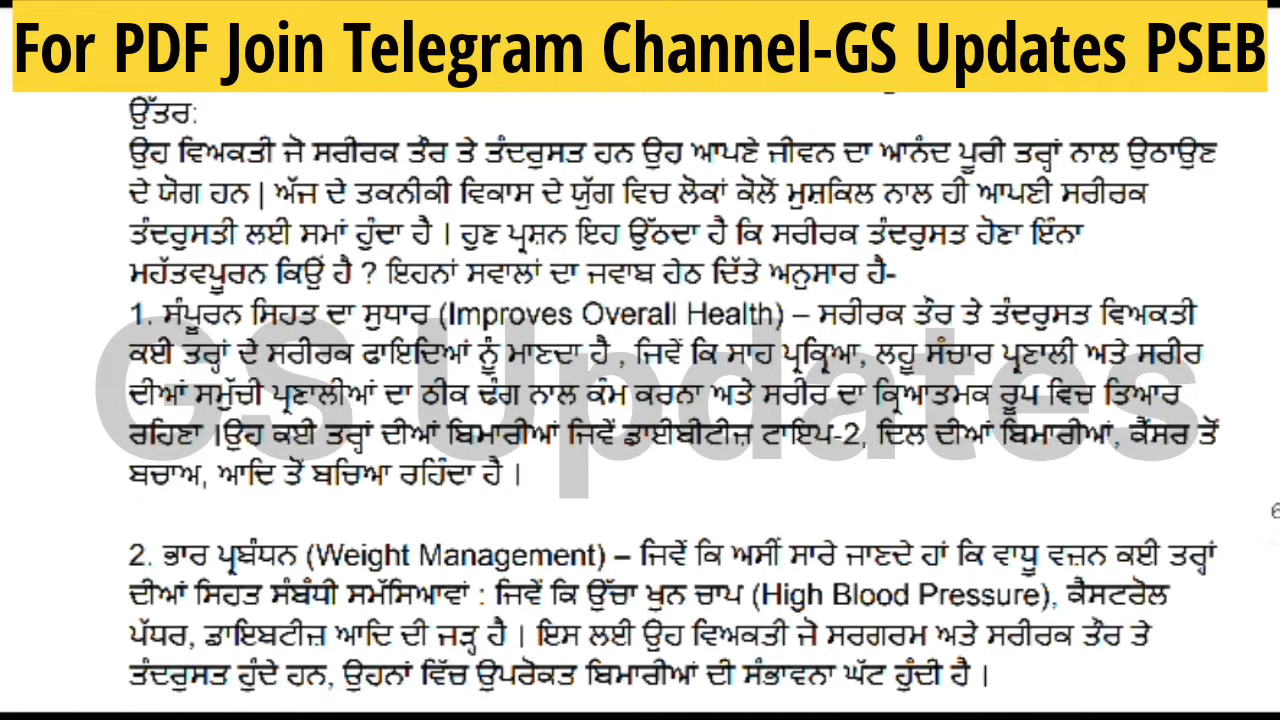 For PDF Join Telegram Channel-GS Updates PSEB
ਉੱਤਰ:
ਉਹ ਵਿਅਕਤੀ ਜੋ ਸਰੀਰਕ ਤੌਰ ਤੇ ਤੰਦਰੁਸਤ ਹਨ ਉਹ ਆਪਣੇ ਜੀਵਨ ਦਾ ਆਨੰਦ ਪੂਰੀ ਤਰ੍ਹਾਂ ਨਾਲ ਉਠਾਉਣ
ਦੇ ਯੋਗ ਹਨ | ਅੱਜ ਦੇ ਤਕਨੀਕੀ ਵਿਕਾਸ ਦੇ ਯੁੱਗ ਵਿਚ ਲੋਕਾਂ ਕੋਲੋਂ ਮੁਸ਼ਕਿਲ ਨਾਲ ਹੀ ਆਪਣੀ ਸਰੀਰਕ
ਤੰਦਰੁਸਤੀ ਲਈ ਸਮਾਂ ਹੁੰਦਾ ਹੈ । ਹੁਣ ਪ੍ਰਸ਼ਨ ਇਹ ਉੱਠਦਾ ਹੈ ਕਿ ਸਰੀਰਕ ਤੰਦਰੁਸਤ ਹੋਣਾ ਇੰਨਾ
ਮਹੱਤਵਪੂਰਨ ਕਿਉਂ ਹੈ ? ਇਹਨਾਂ ਸਵਾਲਾਂ ਦਾ ਜਵਾਬ ਹੇਠ ਦਿੱਤੇ ਅਨੁਸਾਰ ਹੈ-
1. ਸੰਪੂਰਨ ਸਿਹਤ ਦਾ ਸੁਧਾਰ (Improves Overall Health) – ਸਰੀਰਕ ਤੌਰ ਤੇ ਤੰਦਰੁਸਤ ਵਿਅਕਤੀ
ਕਈ ਤਰ੍ਹਾਂ ਦੇ ਸਰੀਰਕ ਫਾਇਦਿਆਂ ਨੂੰ ਮਾਣਦਾ ਹੈ , ਜਿਵੇਂ ਕਿ ਸਾਹ ਪ੍ਰਕ੍ਰਿਆ, ਲਹੂ ਸੰਚਾਰ ਪ੍ਰਣਾਲੀ ਅਤੇ ਸਰੀਰ
ਦੀਆਂ ਸਮੁੱਚੀ ਪ੍ਰਣਾਲੀਆਂ ਦਾ ਠੀਕ ਢੰਗ ਨਾਲ ਕੰਮ ਕਰਨਾ ਅਤੇ ਸਰੀਰ ਦਾ ਕ੍ਰਿਆਤਮਕ ਰੂਪ ਵਿਚ ਤਿਆਰ
ਰਹਿਣਾ ।ਉਹ ਕਈ ਤਰ੍ਹਾਂ ਦੀਆਂ ਬਿਮਾਰੀਆਂ ਜਿਵੇਂ ਡਾਈਬੀਟੀਜ਼ ਟਾਇਪ-2, ਦਿਲ ਦੀਆਂ ਬਿਮਾਰੀਆਂ, ਕੈਂਸਰ ਤੋਂ
ਬਚਾਅ, ਆਦਿ ਤੋਂ ਬਚਿਆ ਰਹਿੰਦਾ ਹੈ ।
GS Updates
2. ਭਾਰ ਪ੍ਰਬੰਧਨ (Weight Management) – ਜਿਵੇਂ ਕਿ ਅਸੀਂ ਸਾਰੇ ਜਾਣਦੇ ਹਾਂ ਕਿ ਵਾਧੂ ਵਜ਼ਨ ਕਈ ਤਰ੍ਹਾਂ
ਦੀਆਂ ਸਿਹਤ ਸੰਬੰਧੀ ਸਮੱਸਿਆਵਾਂ : ਜਿਵੇਂ ਕਿ ਉੱਚਾ ਖੂਨ ਚਾਪ (High Blood Pressure), ਕੈਸਟਰੋਲ
ਪੱਧਰ, ਡਾਇਬਟੀਜ਼ ਆਦਿ ਦੀ ਜੜ੍ਹ ਹੈ । ਇਸ ਲਈ ਉਹ ਵਿਅਕਤੀ ਜੋ ਸਰਗਰਮ ਅਤੇ ਸਰੀਰਕ ਤੌਰ ਤੇ
ਤੰਦਰੁਸਤ ਹੁੰਦੇ ਹਨ, ਉਹਨਾਂ ਵਿੱਚ ਉਪਰੋਕਤ ਬਿਮਾਰੀਆਂ ਦੀ ਸੰਭਾਵਨਾ ਘੱਟ ਹੁੰਦੀ ਹੈ ।